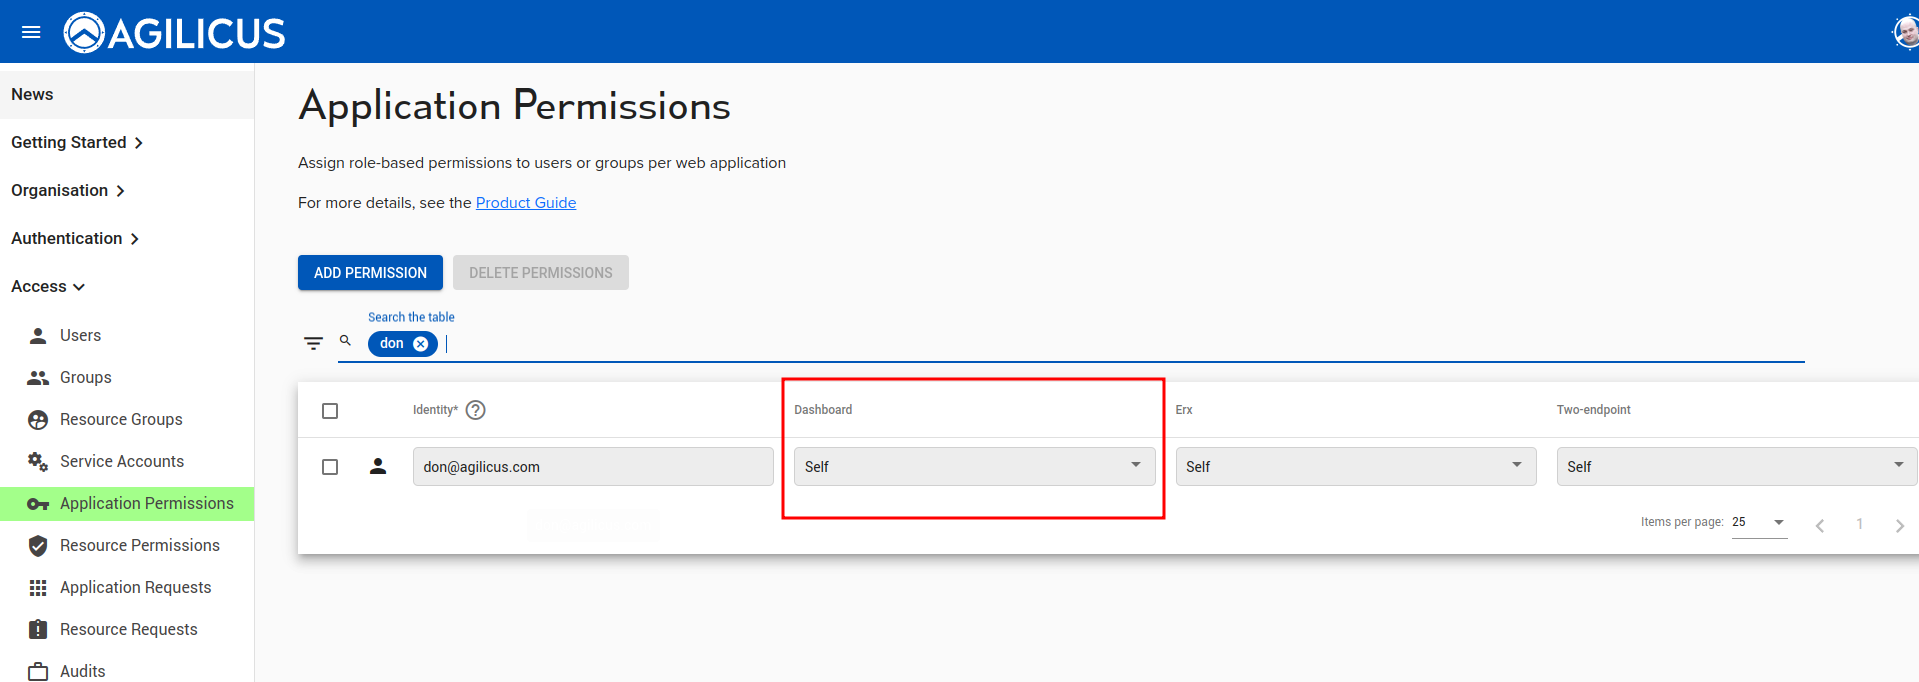 AGILICUS
News
Getting Started
Organisation
Authentication
Access
Users
Groups
Resource Groups
Service Accounts
Application Permissions
Resource Permissions
Application Requests
Resource Requests
Audits
Application Permissions
Assign role-based permissions to users or groups per web application
For more details, see the Product Guide
ADD PERMISSION DELETE PERMISSIONS
Search the table
don
Identity* Dashboard Erx Two-endpoint
don@agilicus.com Self Self Self
Items per page: 25 1